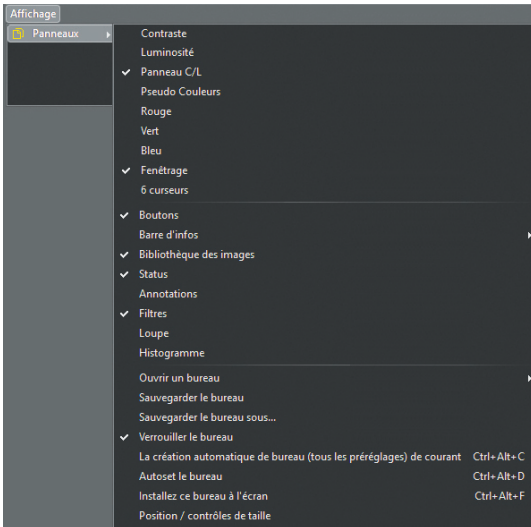 Affichage
Panneaux
Contraste
Luminosité
Panneau C/L
Pseudo Couleurs
Rouge
Vert
Bleu
Fenêtrage
6 curseurs
Boutons
Barre d'infos
Bibliothèque des images
Status
Annotations
Filtres
Loupe
Histogramme
Ouvrir un bureau
Sauvegarder le bureau
Sauvegarder le bureau sous...
Verrouiller le bureau
La création automatique de bureau (tous les préréglages) de courant Ctrl+Alt+C
Autoset le bureau Ctrl+Alt+D
Installez ce bureau à l'écran Ctrl+Alt+F
Position / contrôles de taille